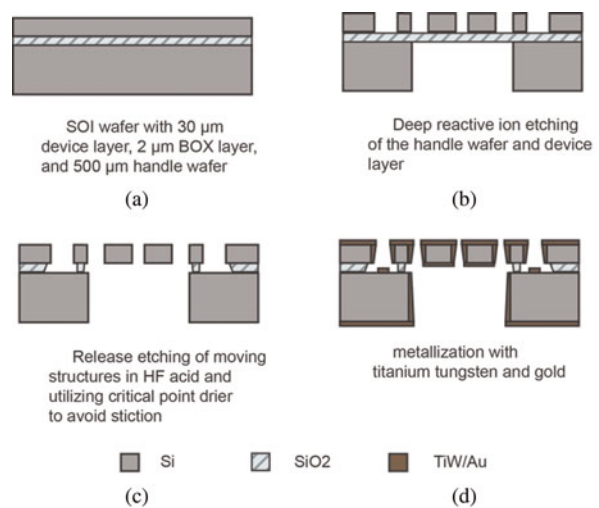 SOI wafer with 30 μm
device layer, 2 μm BOX layer,
and 500 μm handle wafer
(a)
Deep reactive ion etching
of the handle wafer and device
layer
(b)
Release etching of moving
structures in HF acid and
utilizing critical point drier
to avoid stiction
metallization with
titanium tungsten and gold
Si
SiO2
TiW/Au
(c)
(d)